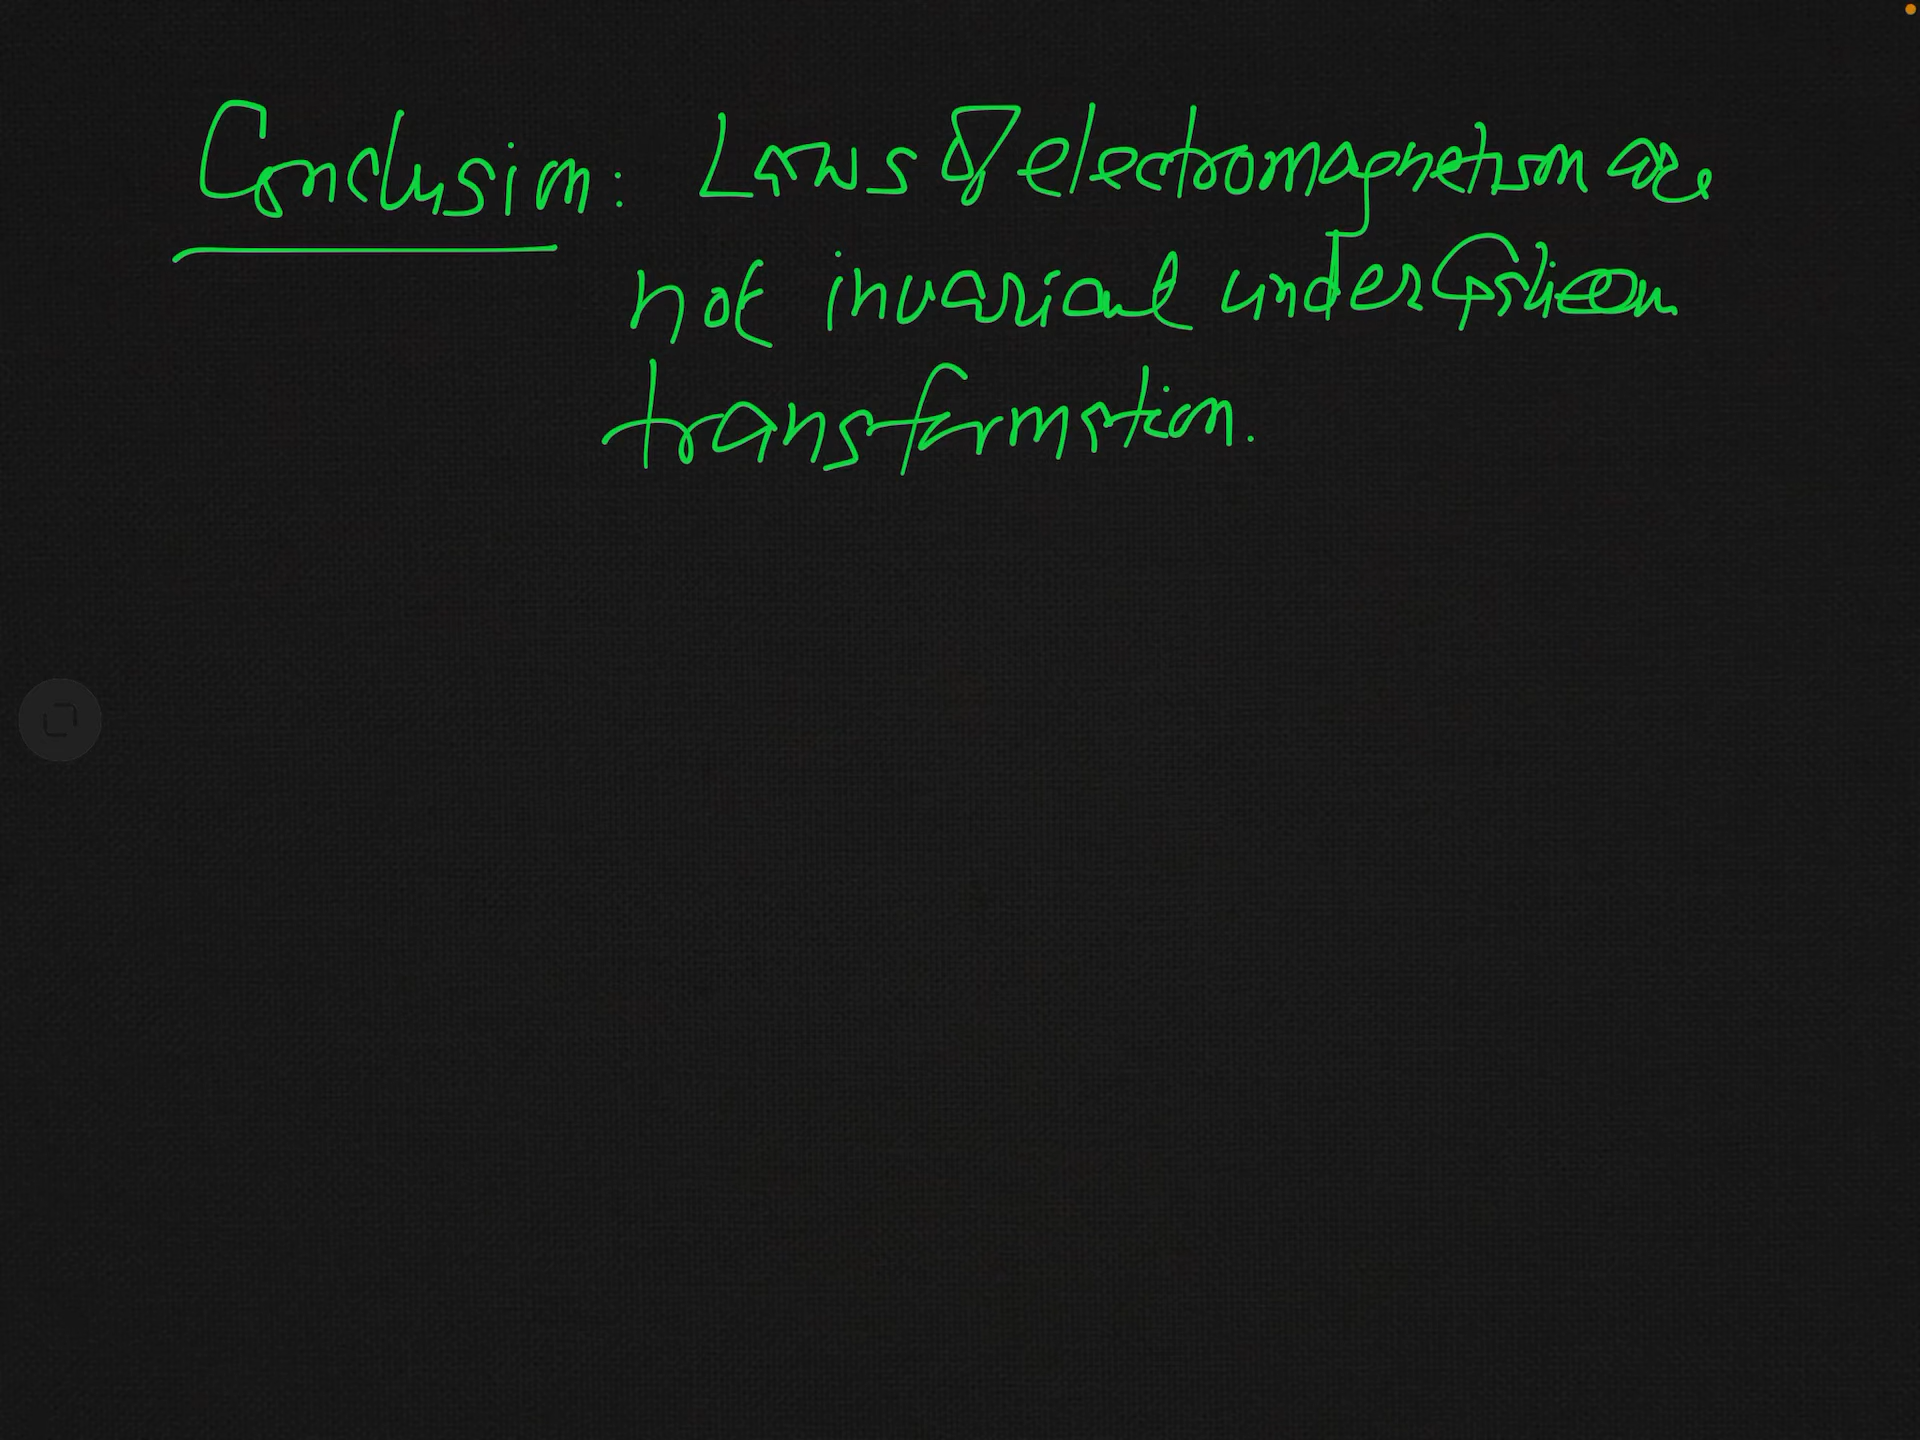 Conclusion: Laws of electromagnetism are
not invariant under Galilean
transformation.